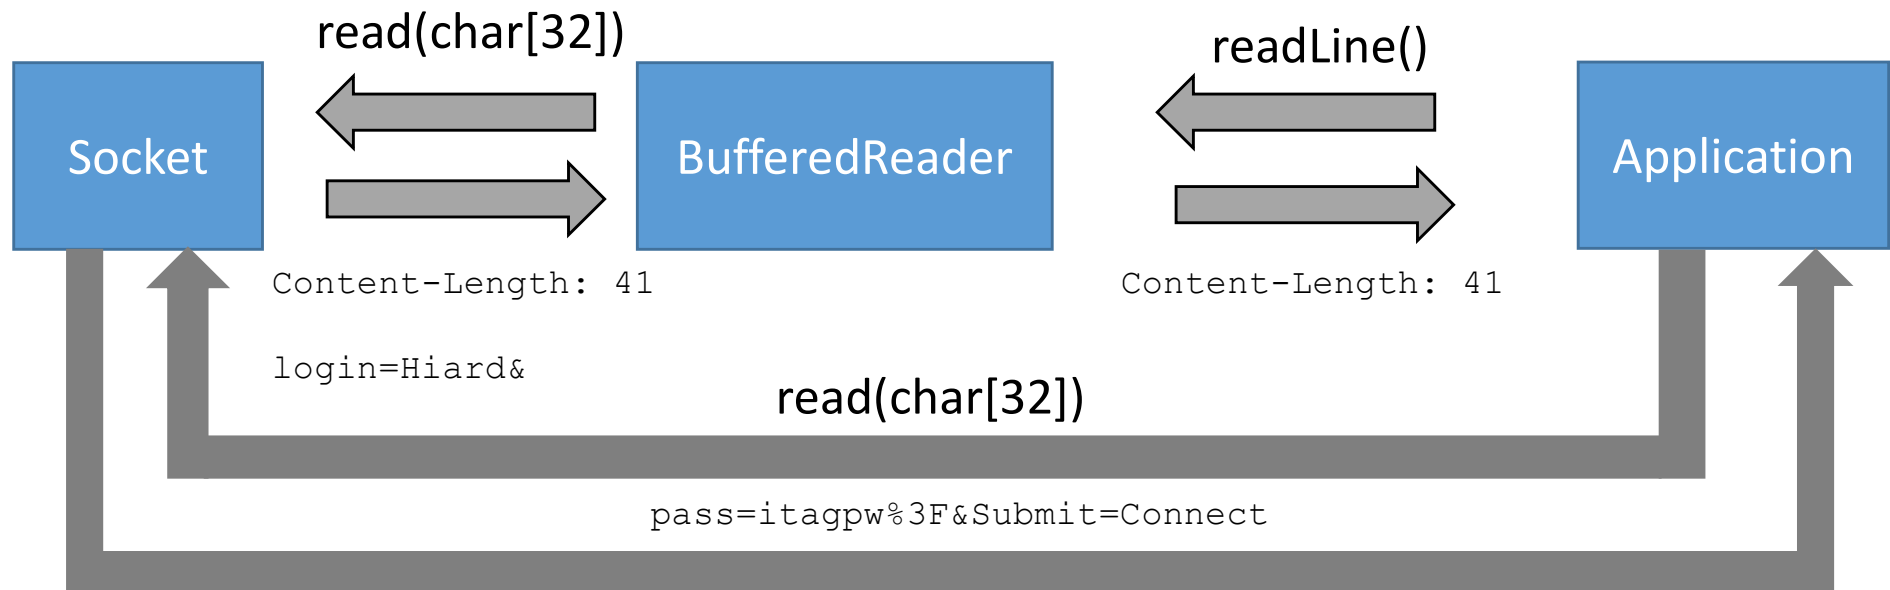 read(char[32])
readLine()
Socket
BufferedReader
Application
Content-Length: 41
Content-Length: 41
login=Hiard&
read(char[32])
pass=itagpw%3F&Submit=Connect